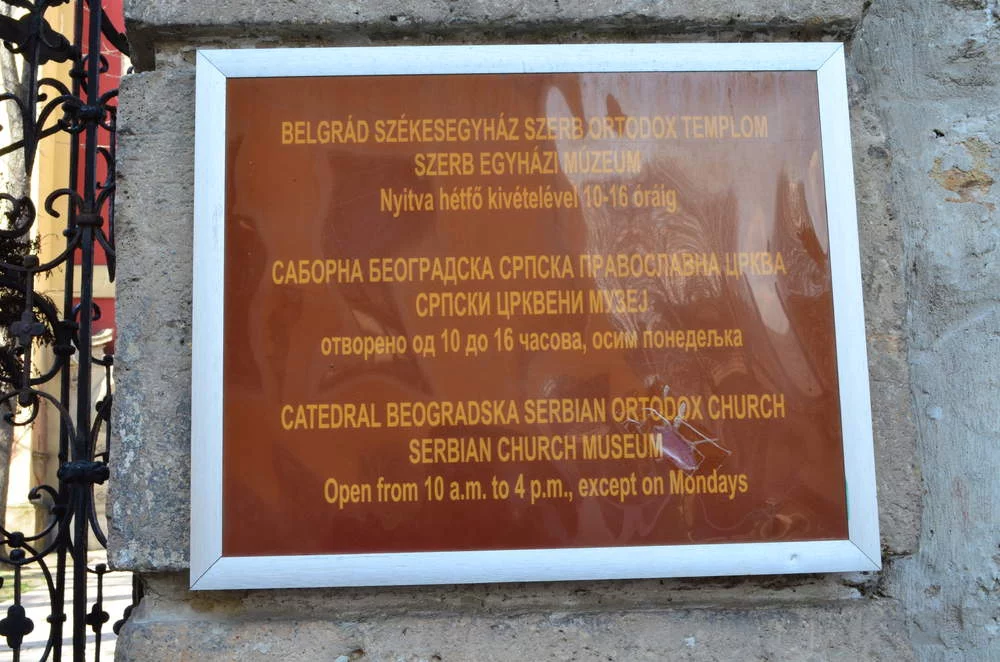 BELGRÁD SZÉKESEGYHÁZ SZERB ORTODOX TEMPLOM
SZERB EGYHÁZI MÚZEUM
Nyitva hétfő kivételével 10-16 óráig
САБОРНА БЕОГРАДСКА СРПСКА ПРАВОСЛАВНА ЦРКВА
СРПСКИ ЦРКВЕНИ МУЗЕЈ
отворено од 10 до 16 часова, осим понедељка
CATEDRAL BEOGRADSKA SERBIAN ORTODOX CHURCH
SERBIAN CHURCH MUSEUM
Open from 10 a.m. to 4 p.m., except on Mondays